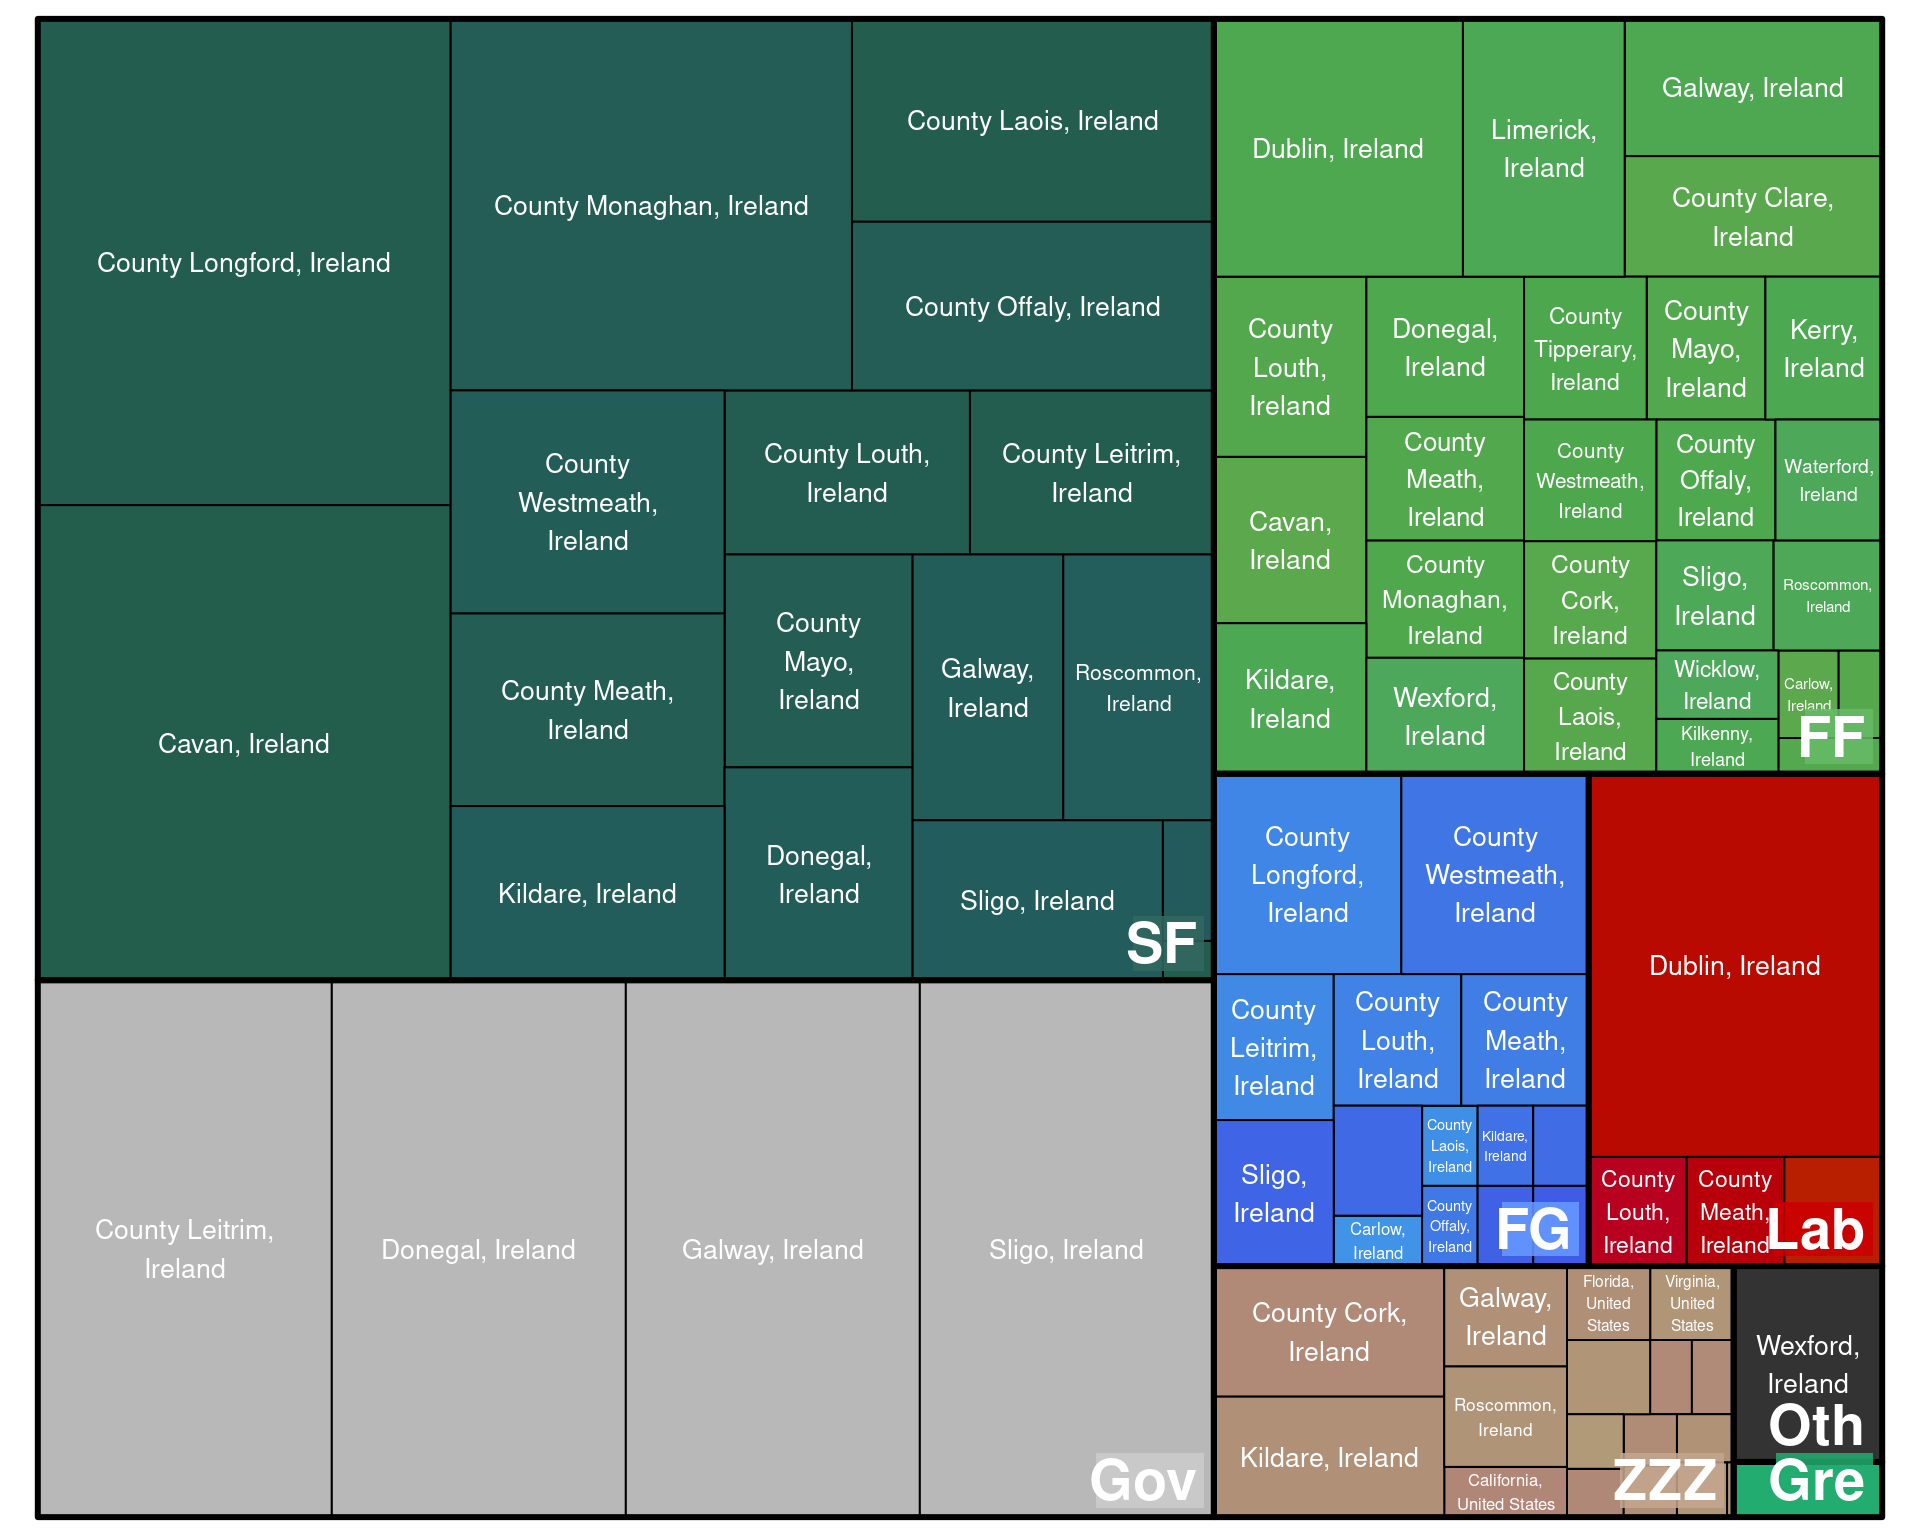 County Longford, Ireland
Cavan, Ireland
County Monaghan, Ireland
County Laois, Ireland
County Offaly, Ireland
County
Westmeath,
Ireland
County Meath,
Ireland
Kildare, Ireland
County Louth,
Ireland
County Leitrim,
Ireland
County
Mayo,
Ireland
Donegal,
Ireland
Galway,
Ireland
Roscommon,
Ireland
Sligo, Ireland
SF
County Leitrim,
Ireland
Donegal, Ireland
Galway, Ireland
Sligo, Ireland
Gov
Dublin, Ireland
Limerick,
Ireland
Galway, Ireland
County Clare,
Ireland
County
Louth,
Ireland
Cavan,
Ireland
Kildare,
Ireland
Donegal,
Ireland
County
Meath,
Ireland
County
Monaghan,
Ireland
Wexford,
Ireland
County
Tipperary,
Ireland
County
Mayo,
Ireland
Kerry,
Ireland
County
Westmeath,
Ireland
County
Offaly,
Ireland
Waterford,
Ireland
County
Cork,
Ireland
County
Laois,
Ireland
Sligo,
Ireland
Roscommon,
Ireland
Wicklow,
Ireland
Kilkenny,
Ireland
Carlow,
Ireland
FF
County
Longford,
Ireland
County
Westmeath,
Ireland
County
Leitrim,
Ireland
Sligo,
Ireland
County
Louth,
Ireland
County
Meath,
Ireland
Carlow,
Ireland
County
Laois,
Ireland
Kildare,
Ireland
County
Offaly,
Ireland
FG
Dublin, Ireland
County
Louth,
Ireland
County
Meath,
Ireland
Lab
County Cork,
Ireland
Kildare, Ireland
Galway,
Ireland
Roscommon,
Ireland
California,
United States
Florida,
United
States
Virginia,
United
States
ZZZ
Wexford,
Ireland
Oth
Gre